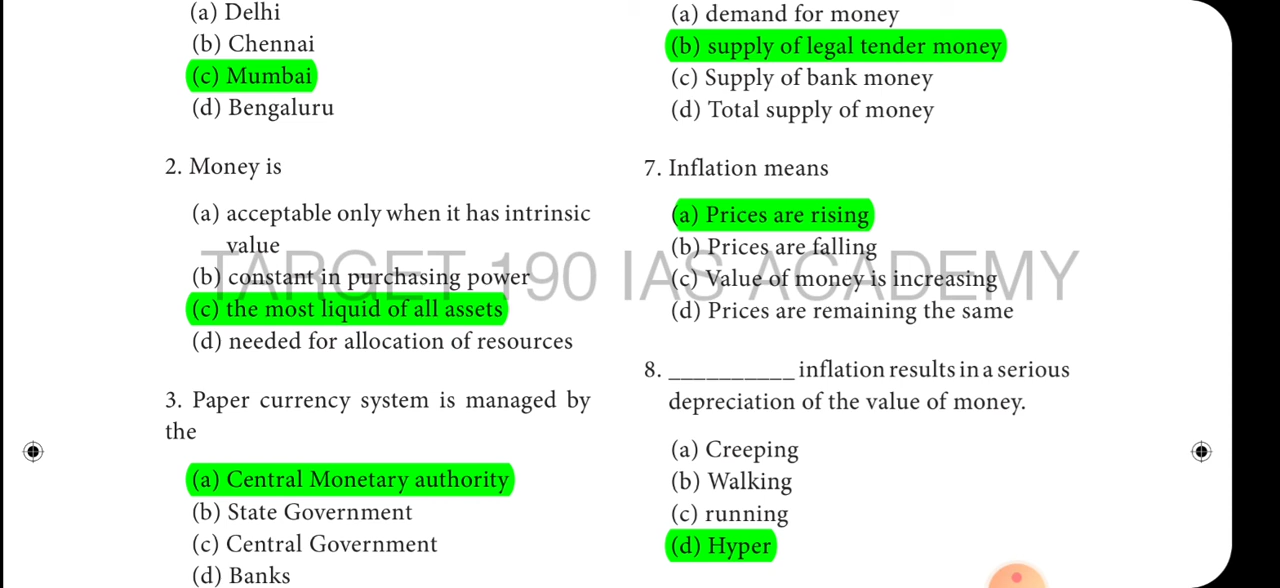 (a) Delhi
(b) Chennai
(c) Mumbai
(d) Bengaluru
2. Money is
(a) acceptable only when it has intrinsic
value
(b) constant in purchasing power
(c) the most liquid of all assets
(d) needed for allocation of resources
3. Paper currency system is managed by
the
(a) Central Monetary authority
(b) State Government
(c) Central Government
(d) Banks
(a) demand for money
(b) supply of legal tender money
(c) Supply of bank money
(d) Total supply of money
7. Inflation means
(a) Prices are rising
(b) Prices are falling
(c) Value of money is increasing
(d) Prices are remaining the same
8. __________ inflation results in a serious
depreciation of the value of money.
(a) Creeping
(b) Walking
(c) running
(d) Hyper
TARGET 190 IAS ACADEMY